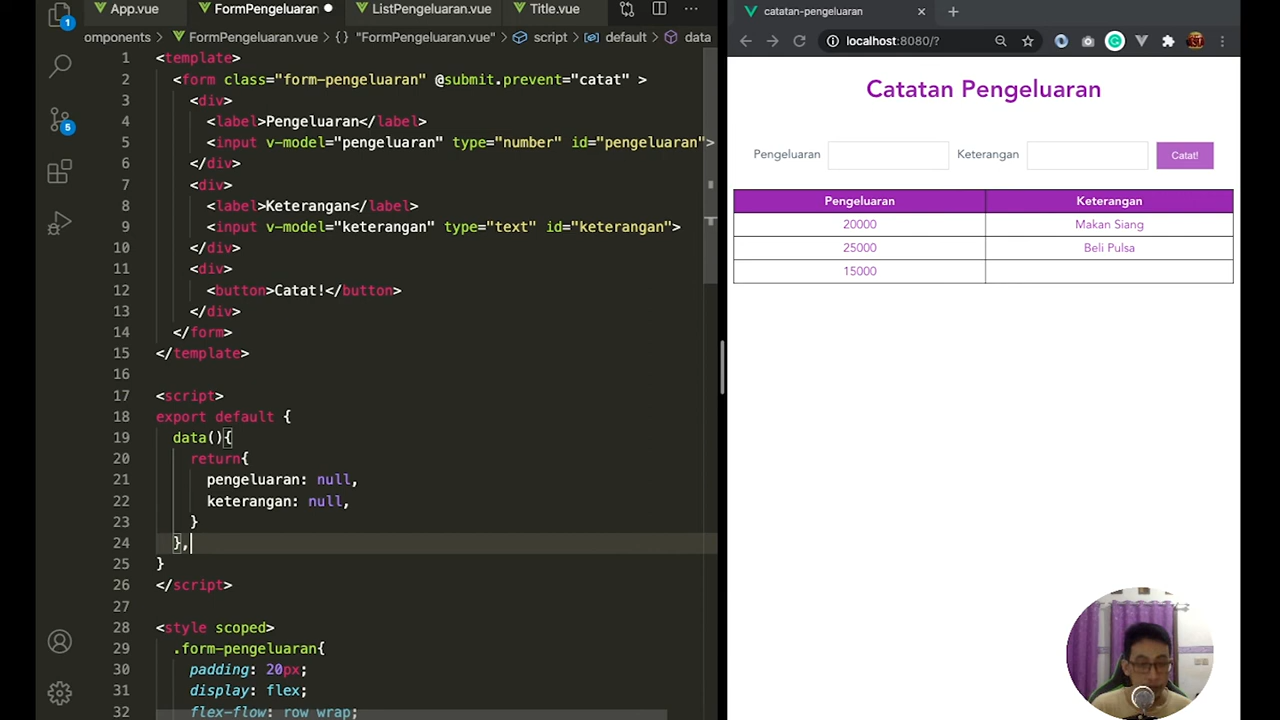 App.vue
FormPengeluaran
ListPengeluaran.vue
Title.vue
omponents > FormPengeluaran.vue > {} "FormPengeluaran.vue" > script > default > data
1 <template>
2 <form class="form-pengeluaran" @submit.prevent="catat" >
3 <div>
4 <label>Pengeluaran</label>
5 <input v-model="pengeluaran" type="number" id="pengeluaran">
6 </div>
7 <div>
8 <label>Keterangan</label>
9 <input v-model="keterangan" type="text" id="keterangan">
10 </div>
11 <div>
12 <button>Catat!</button>
13 </div>
14 </form>
15 </template>
16
17 <script>
18 export default {
19 data(){
20 return{
21 pengeluaran: null,
22 keterangan: null,
23 }
24 },
25 }
26 </script>
27
28 <style scoped>
29 .form-pengeluaran{
30 padding: 20px;
31 display: flex;
32 flex-flow: row wrap;
1
5
catatan-pengeluaran
localhost:8080/?
Catatan Pengeluaran
Pengeluaran
Keterangan
Catat!
Pengeluaran Keterangan
20000 Makan Siang
25000 Beli Pulsa
15000